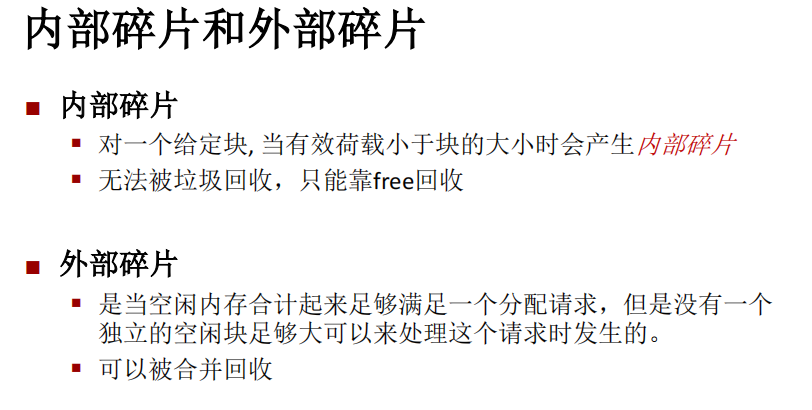 内部碎片和外部碎片
■ 内部碎片
▪ 对一个给定块, 当有效荷载小于块的大小时会产生内部碎片
▪ 无法被垃圾回收，只能靠free回收
■ 外部碎片
▪ 是当空闲内存合计起来足够满足一个分配请求，但是没有一个
独立的空闲块足够大可以来处理这个请求时发生的。
▪ 可以被合并回收